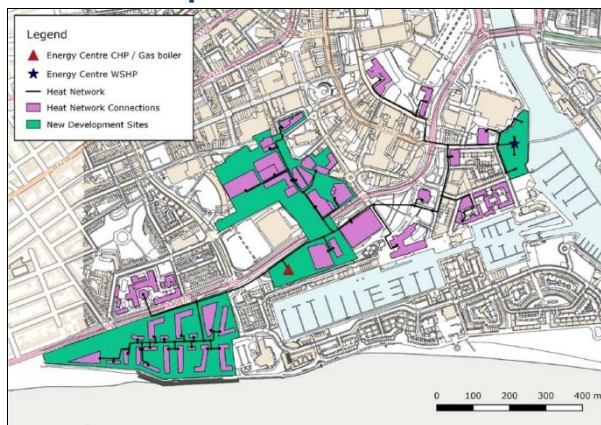 Legend
Energy Centre CHP / Gas boiler
Energy Centre WSHP
Heat Network
Heat Network Connections
New Development Sites
0 100 200 300 400 m